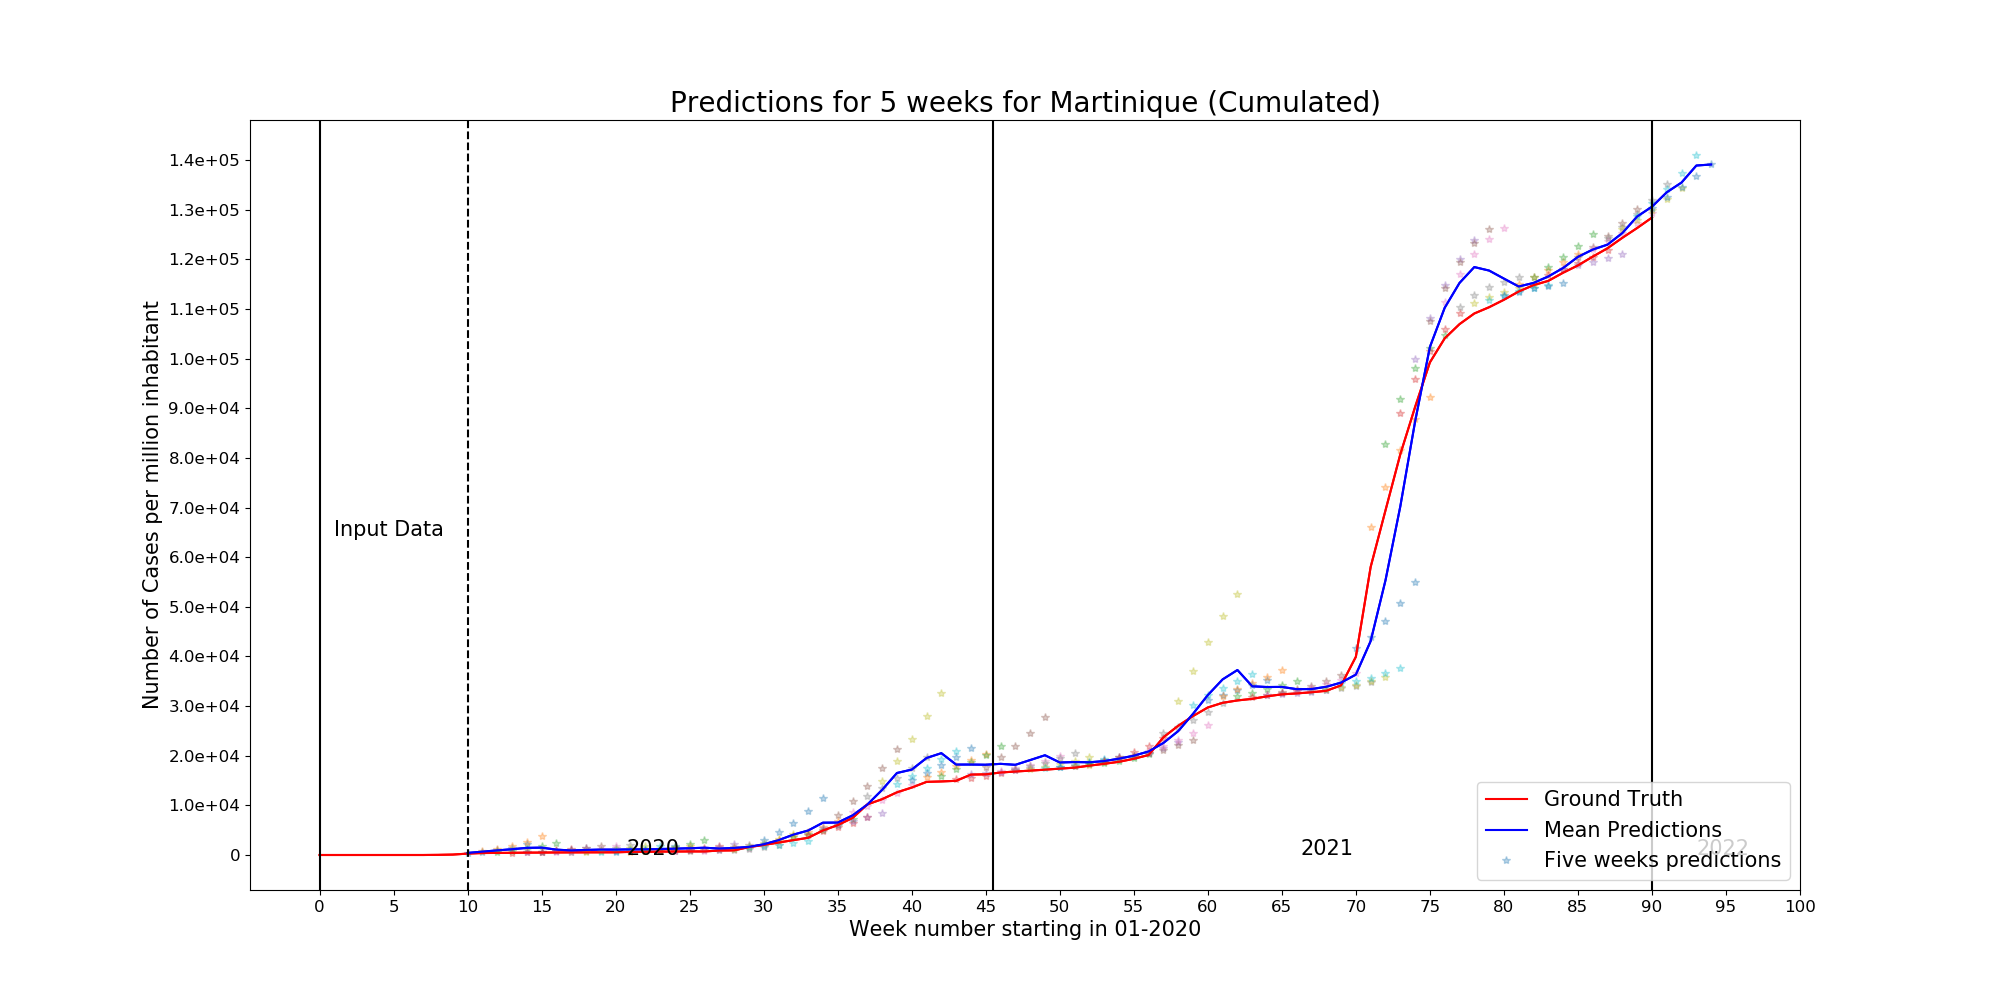 Predictions for 5 weeks for Martinique (Cumulated)
1.4e+05
1.3e+05
1.2e+05
1.1e+05
1.0e+05
9.0e+04
8.0e+04
7.0e+04
6.0e+04
5.0e+04
4.0e+04
3.0e+04
2.0e+04
1.0e+04
0
Number of Cases per million inhabitant
Input Data
2020
2021
2022
Ground Truth
Mean Predictions
Five weeks predictions
0 5 10 15 20 25 30 35 40 45 50 55 60 65 70 75 80 85 90 95 100
Week number starting in 01-2020